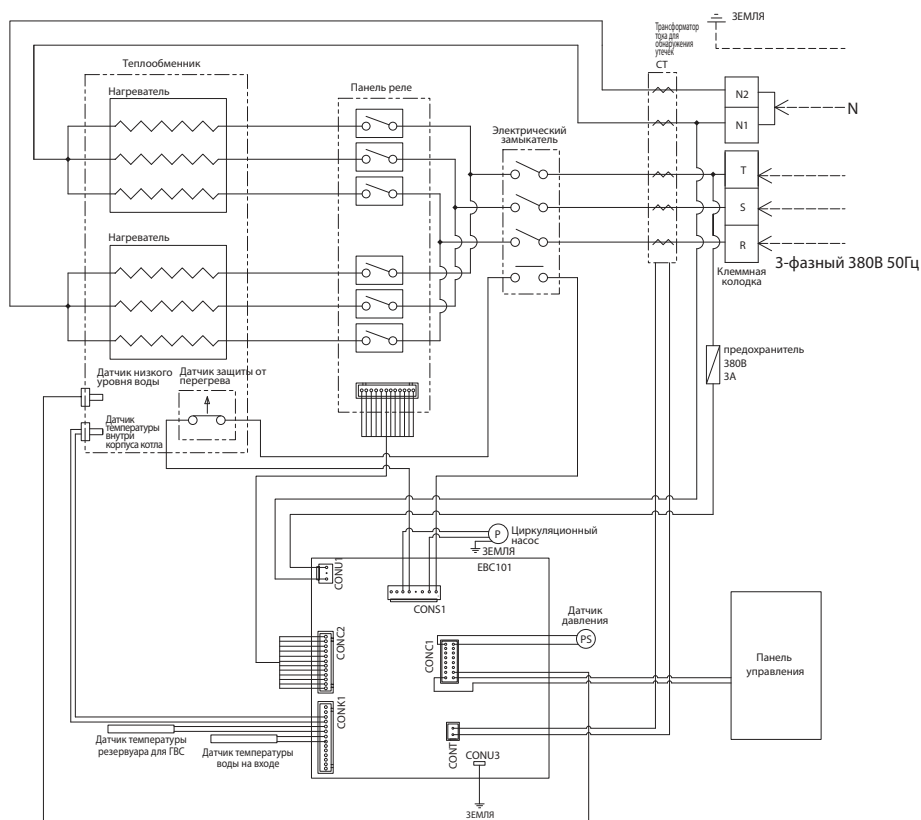 ЗЕМЛЯ
Трансформатор
тока для
обнаружения
утечек
CT
Теплообменник
Нагреватель
Панель реле
Электрический
замыкатель
N2
N1
N
T
S
R
Клеммная
колодка
3-фазный 380В 50Гц
Нагреватель
предохранитель
380В
3А
Датчик низкого
уровня воды
Датчик защиты от
перегрева
Датчик
температуры
внутри
корпуса котла
P
Циркуляционный
насос
ЗЕМЛЯ
EBC101
CONU1
CONS1
Датчик
давления
PS
CONC2
CONC1
Панель
управления
CONK1
Датчик температуры
резервуара для ГВС
Датчик температуры
воды на входе
CONT
CONU3
ЗЕМЛЯ